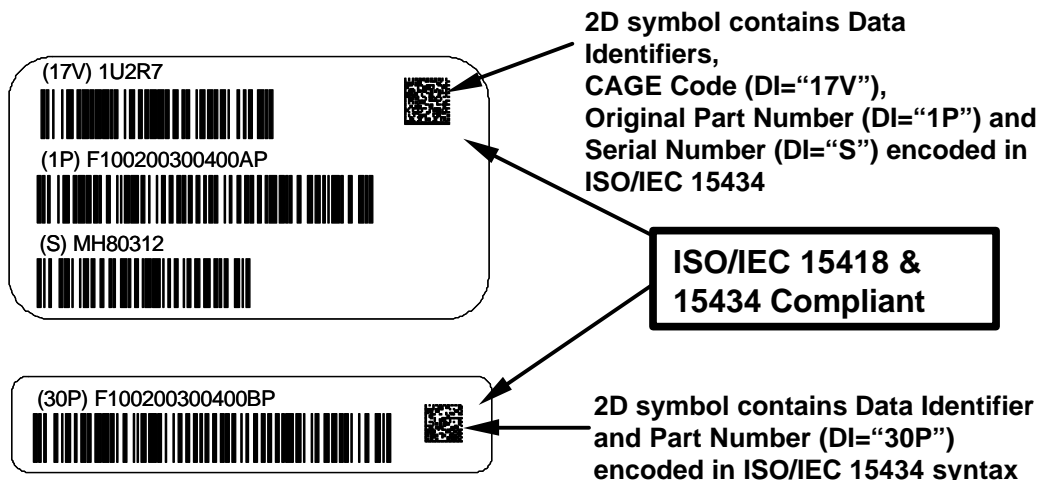 2D symbol contains Data
Identifiers,
CAGE Code (DI=“17V”),
Original Part Number (DI=“1P”) and
Serial Number (DI=“S”) encoded in
ISO/IEC 15434
(17V) 1U2R7
(1P) F100200300400AP
(S) MH80312
ISO/IEC 15418 &
15434 Compliant
(30P) F100200300400BP
2D symbol contains Data Identifier
and Part Number (DI=“30P”)
encoded in ISO/IEC 15434 syntax